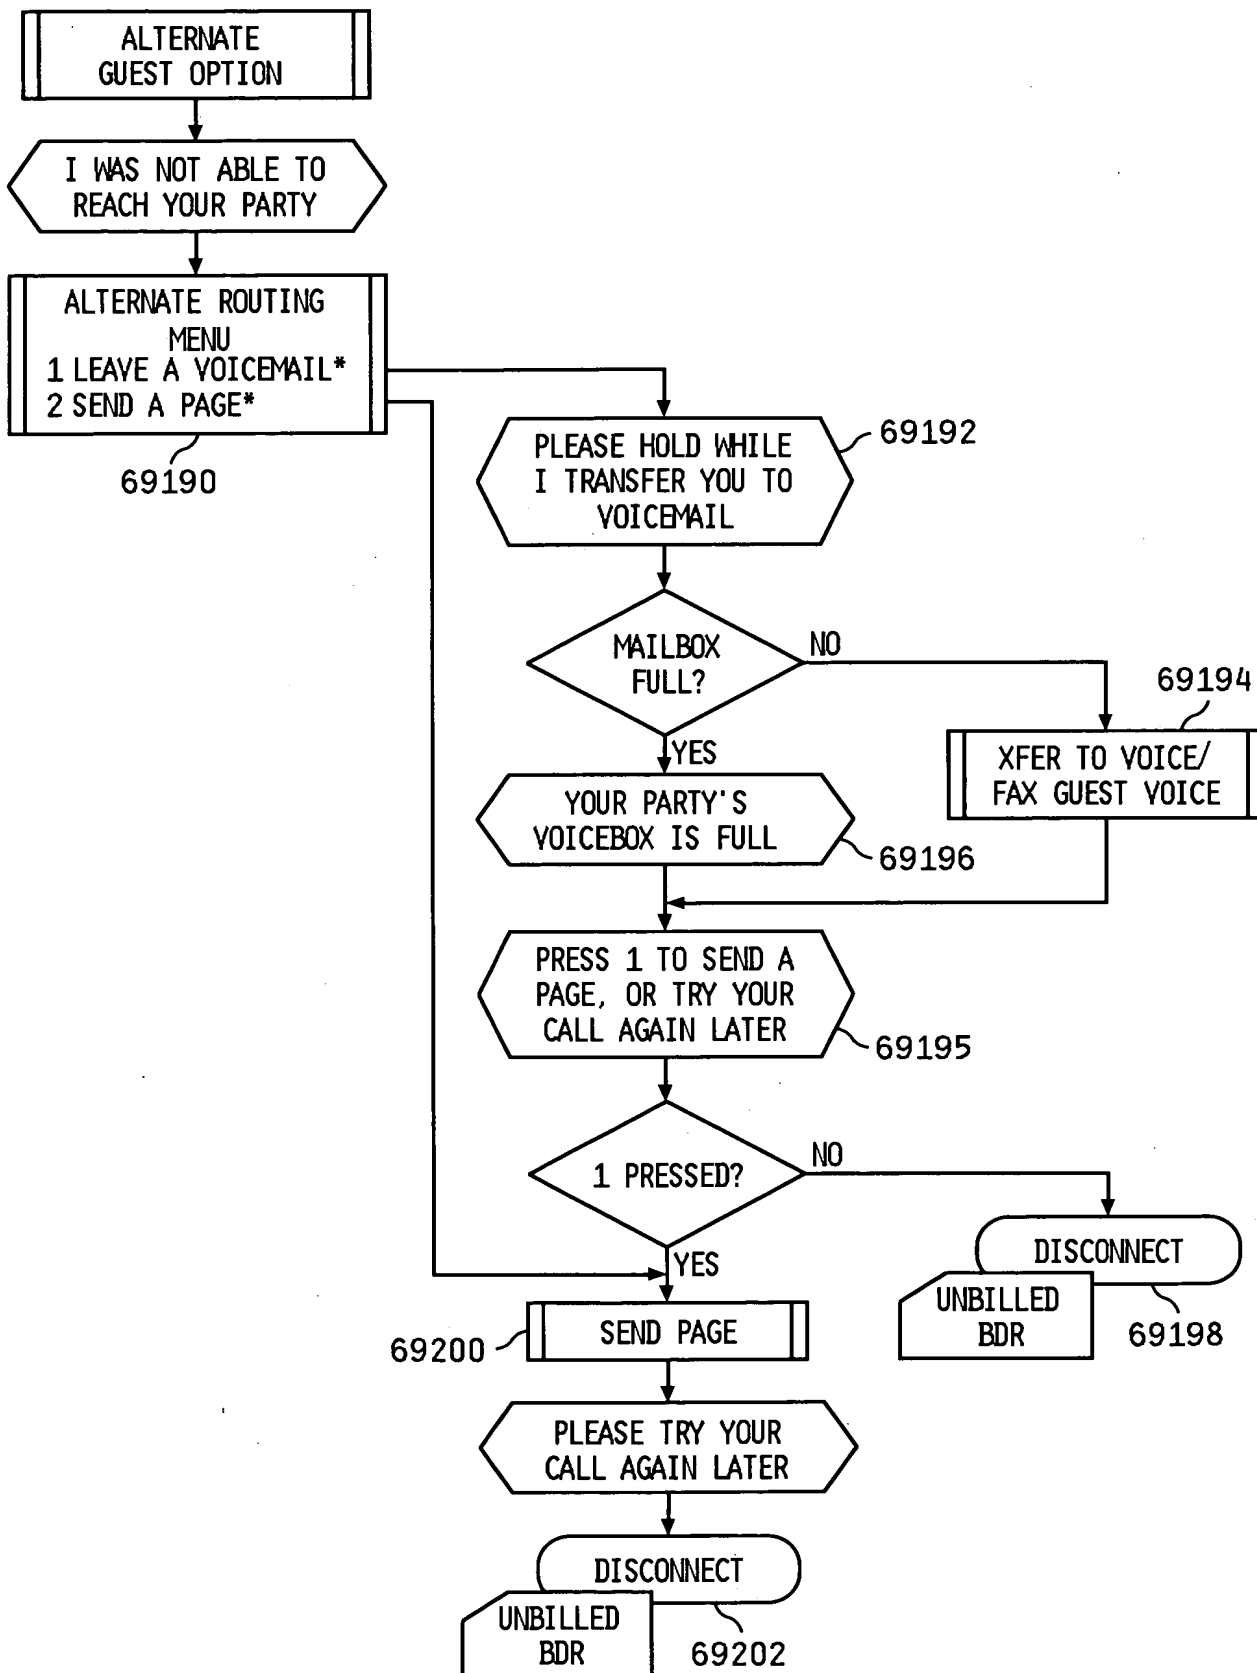 ALTERNATE
GUEST OPTION
I WAS NOT ABLE TO
REACH YOUR PARTY
ALTERNATE ROUTING
MENU
1 LEAVE A VOICEMAIL*
2 SEND A PAGE*
69190
PLEASE HOLD WHILE
I TRANSFER YOU TO
VOICEMAIL
69192
MAILBOX
FULL?
NO
YES
69194
XFER TO VOICE/
FAX GUEST VOICE
YOUR PARTY'S
VOICEBOX IS FULL
69196
PRESS 1 TO SEND A
PAGE, OR TRY YOUR
CALL AGAIN LATER
69195
1 PRESSED?
NO
YES
DISCONNECT
UNBILLED
BDR
69198
SEND PAGE
69200
PLEASE TRY YOUR
CALL AGAIN LATER
DISCONNECT
UNBILLED
BDR
69202